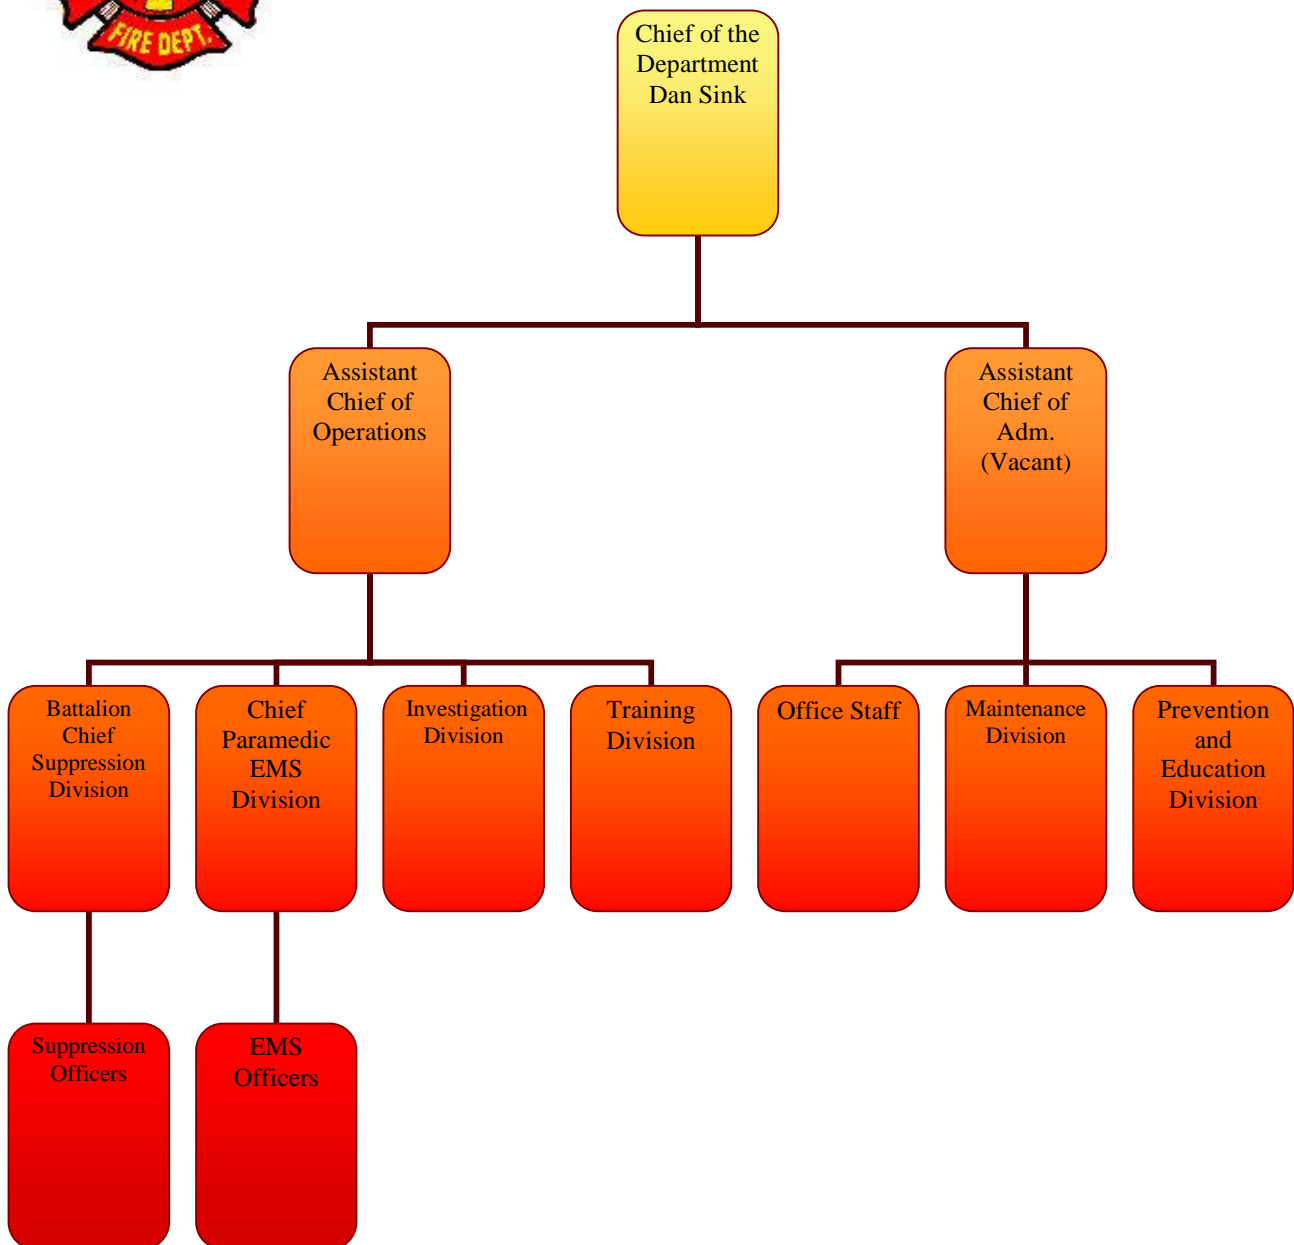 FIRE DEPT.
Chief of the
Department
Dan Sink
Assistant
Chief of
Operations
Assistant
Chief of
Adm.
(Vacant)
Battalion
Chief
Suppression
Division
Chief
Paramedic
EMS
Division
Investigation
Division
Training
Division
Office Staff
Maintenance
Division
Prevention
and
Education
Division
Suppression
Officers
EMS
Officers